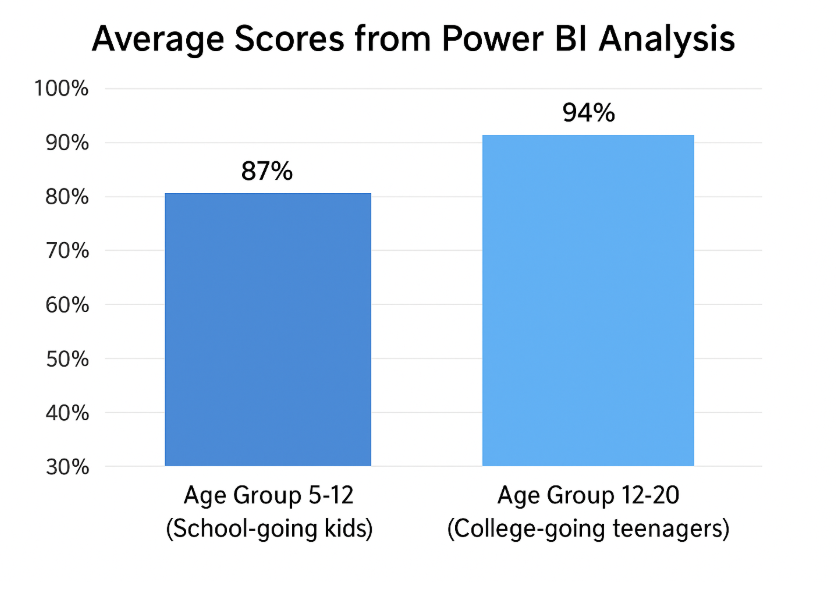 Average Scores from Power BI Analysis
100%
94%
90%
87%
80%
70%
60%
50%
40%
30%
Age Group 5-12
(School-going kids)
Age Group 12-20
(College-going teenagers)